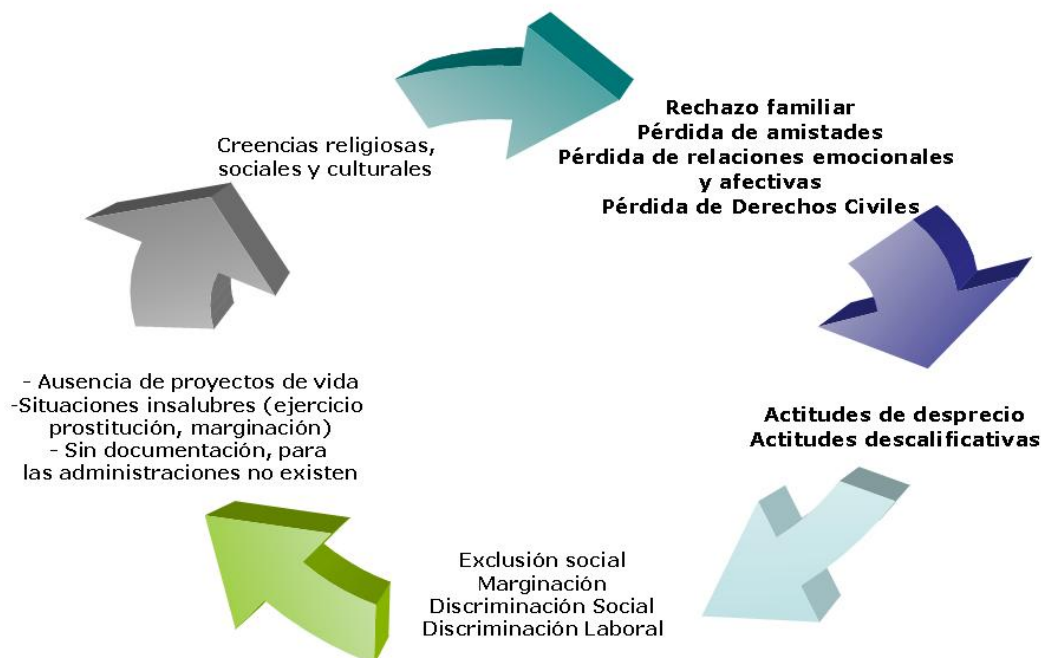 Creencias religiosas,
sociales y culturales
Rechazo familiar
Pérdida de amistades
Pérdida de relaciones emocionales
y afectivas
Pérdida de Derechos Civiles
Actitudes de desprecio
Actitudes descalificativas
Exclusión social
Marginación
Discriminación Social
Discriminación Laboral
- Ausencia de proyectos de vida
-Situaciones insalubres (ejercicio
prostitución, marginación)
- Sin documentación, para
las administraciones no existen